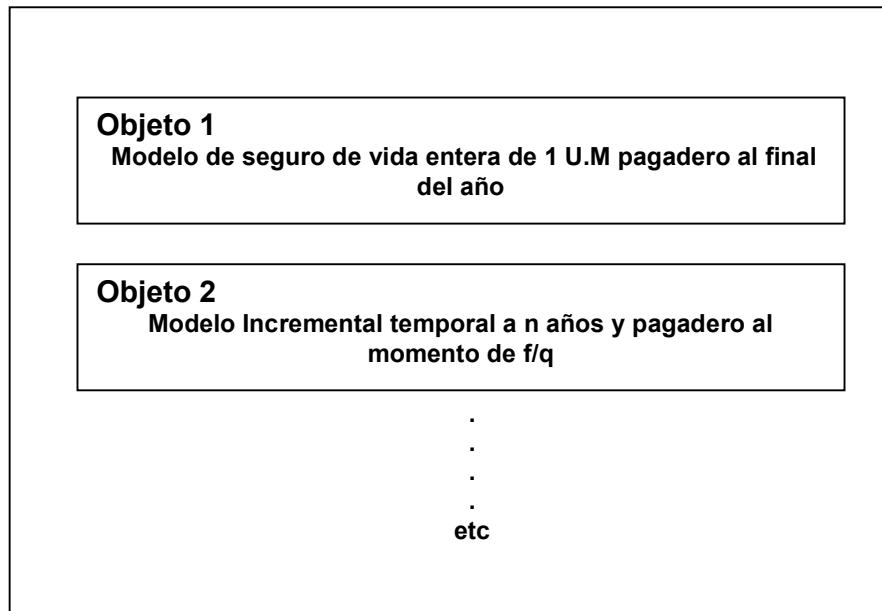 Objeto 1
Modelo de seguro de vida entera de 1 U.M pagadero al final
del año
Objeto 2
Modelo Incremental temporal a n años y pagadero al
momento de f/q
.
.
.
.
etc